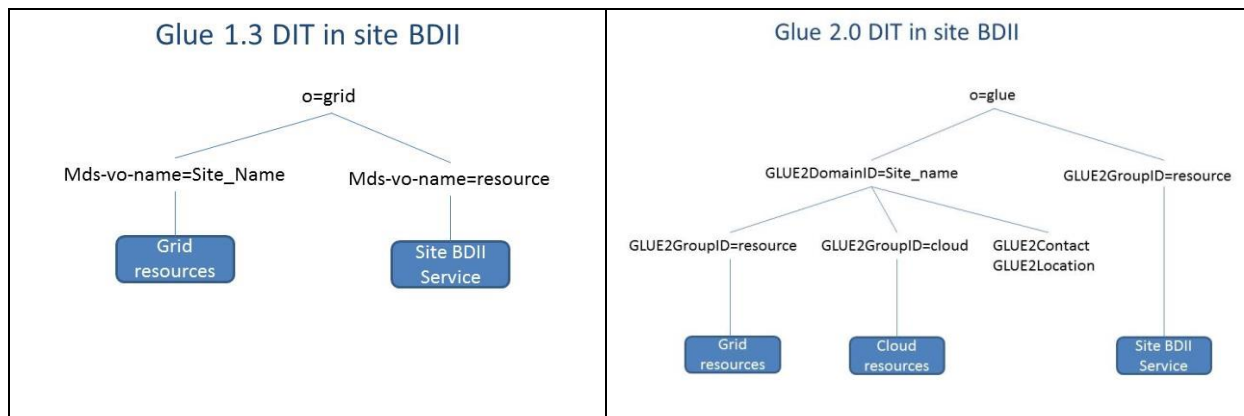 Glue 1.3 DIT in site BDII
o=grid
Mds-vo-name=Site_Name
Mds-vo-name=resource
Grid
resources
Site BDII
Service
Glue 2.0 DIT in site BDII
o=glue
GLUE2DomainID=Site_name
GLUE2GroupID=resource
GLUE2GroupID=resource
GLUE2GroupID=cloud
GLUE2Contact
GLUE2Location
Grid
resources
Cloud
resources
Site BDII
Service